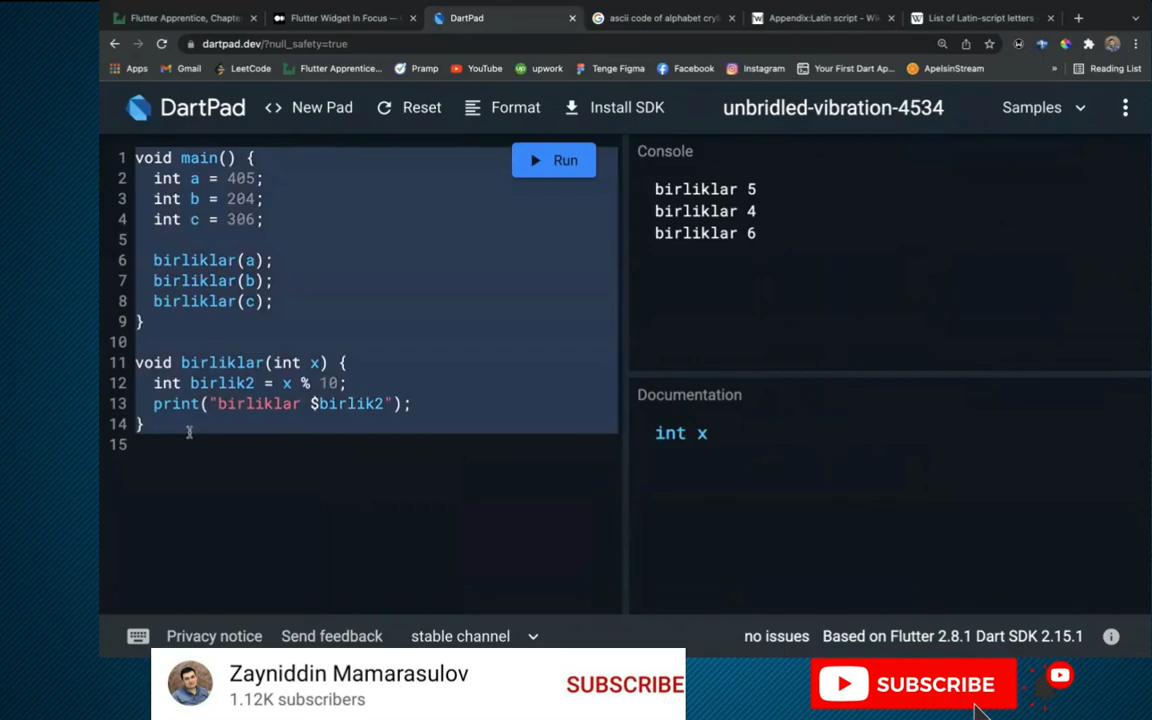 Flutter Apprentice, Chapte
Flutter Widget In Focus —
DartPad
ascii code of alphabet cryll
Appendix:Latin script - Wi
List of Latin-script letters
dartpad.dev/?null_safety=true
Apps
Gmail
LeetCode
Flutter Apprentice...
Pramp
YouTube
upwork
Tenge Figma
Facebook
Instagram
Your First Dart Ap...
ApelsinStream
»
Reading List
DartPad
<> New Pad
Reset
Format
Install SDK
unbridled-vibration-4534
Samples
1 void main() {
2 int a = 405;
3 int b = 204;
4 int c = 306;
5
6 birliklar(a);
7 birliklar(b);
8 birliklar(c);
9 }
10
11 void birliklar(int x) {
12 int birlik2 = x % 10;
13 print("birliklar $birlik2");
14 }
15
Run
Console
birliklar 5
birliklar 4
birliklar 6
Documentation
int x
Privacy notice
Send feedback
stable channel
no issues
Based on Flutter 2.8.1 Dart SDK 2.15.1
Zayniddin Mamarasulov
1.12K subscribers
SUBSCRIBE
SUBSCRIBE